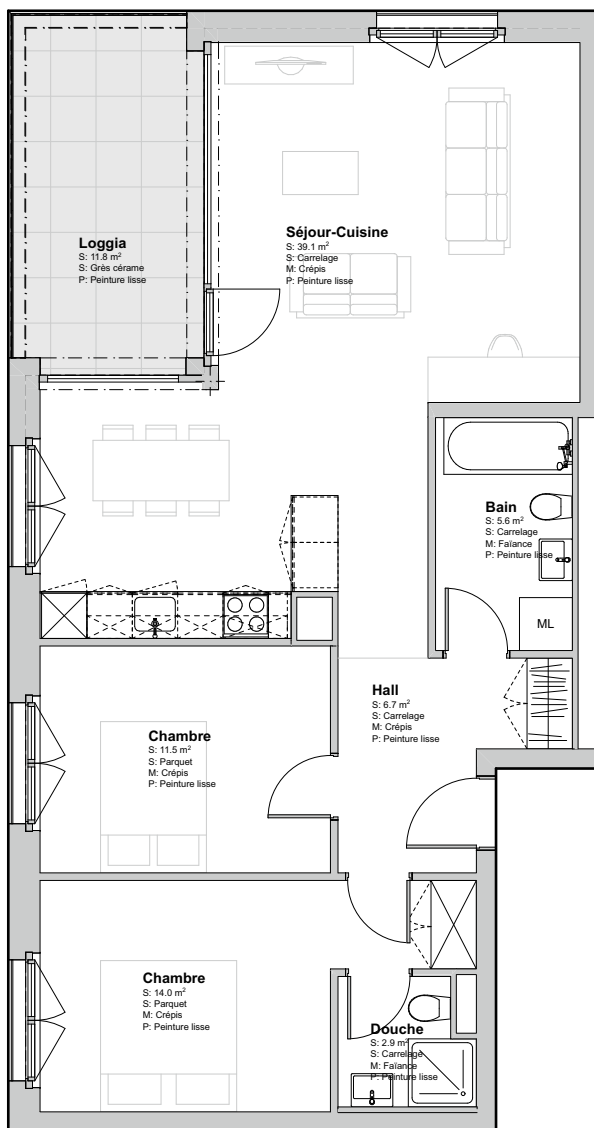 Loggia
S: 11.8 m²
S: Grès cérame
P: Peinture lisse
Séjour-Cuisine
S: 39.1 m²
S: Carrelage
M: Crépis
P: Peinture lisse
Bain
S: 5.6 m²
S: Carrelage
M: Faïance
P: Peinture lisse
ML
Hall
S: 6.7 m²
S: Carrelage
M: Crépis
P: Peinture lisse
Chambre
S: 11.5 m²
S: Parquet
M: Crépis
P: Peinture lisse
Chambre
S: 14.0 m²
S: Parquet
M: Crépis
P: Peinture lisse
Douche
S: 2.9 m²
S: Carrelage
M: Faïance
P: Peinture lisse